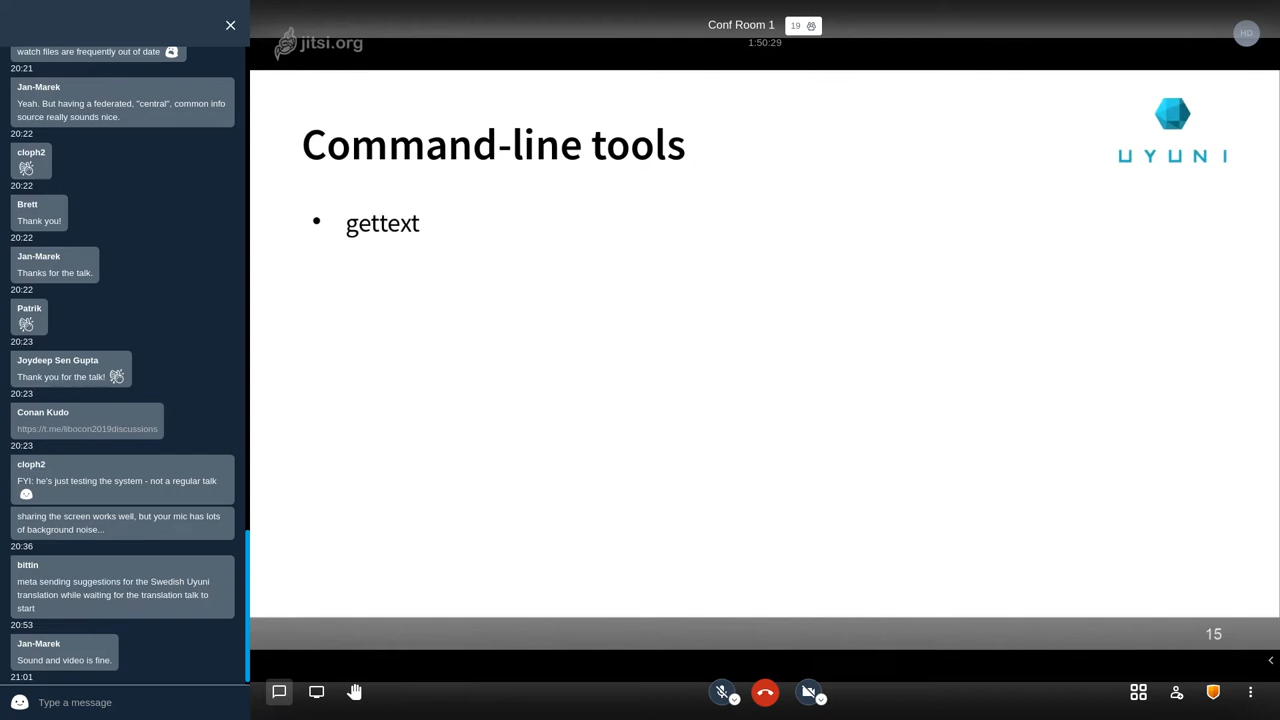 watch files are frequently out of date
20:21
Jan-Marek
Yeah. But having a federated, "central", common info
source really sounds nice.
20:22
cloph2
20:22
Brett
Thank you!
20:22
Jan-Marek
Thanks for the talk.
20:22
Patrik
20:23
Joydeep Sen Gupta
Thank you for the talk!
20:23
Conan Kudo
https://t.me/libocon2019discussions
20:23
cloph2
FYI: he's just testing the system - not a regular talk
sharing the screen works well, but your mic has lots
of background noise...
20:36
bittin
meta sending suggestions for the Swedish Uyuni
translation while waiting for the translation talk to
start
20:53
Jan-Marek
Sound and video is fine.
21:01
Type a message
jitsi.org
Conf Room 1
19
1:50:29
HD
Command-line tools
UYUNI
• gettext
15